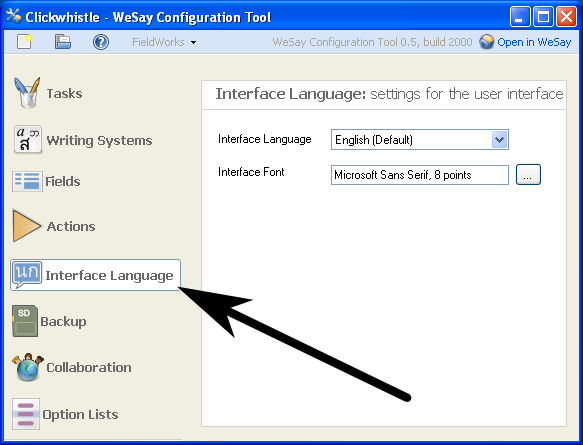 Clickwhistle - WeSay Configuration Tool
FieldWorks
WeSay Configuration Tool 0.5, build 2000
Open in WeSay
Tasks
Writing Systems
Fields
Actions
Interface Language
Backup
Collaboration
Option Lists
Interface Language: settings for the user interface
Interface Language
English (Default)
Interface Font
Microsoft Sans Serif, 8 points
...
SD